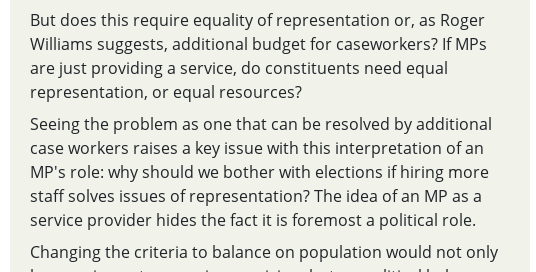 But does this require equality of representation or, as Roger
Williams suggests, additional budget for caseworkers? If MPs
are just providing a service, do constituents need equal
representation, or equal resources?
Seeing the problem as one that can be resolved by additional
case workers raises a key issue with this interpretation of an
MP's role: why should we bother with elections if hiring more
staff solves issues of representation? The idea of an MP as a
service provider hides the fact it is foremost a political role.
Changing the criteria to balance on population would not only